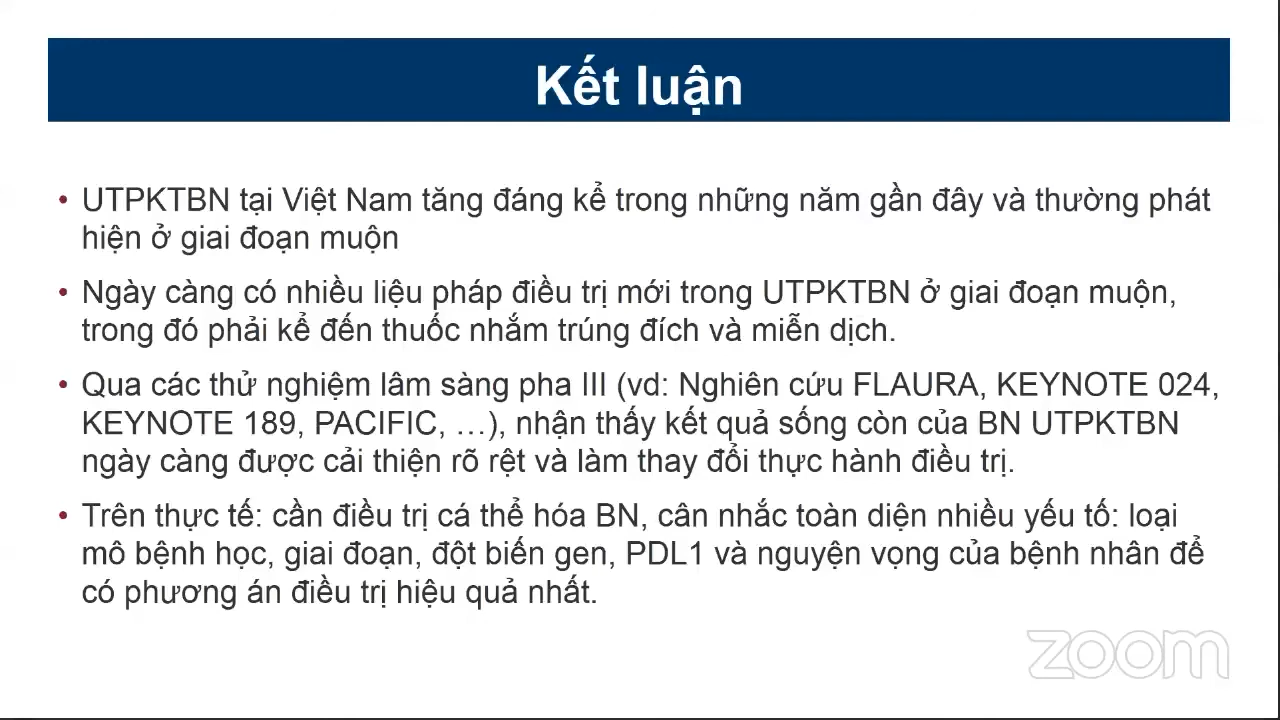 Kết luận
• UTPKTBN tại Việt Nam tăng đáng kể trong những năm gần đây và thường phát
hiện ở giai đoạn muộn
• Ngày càng có nhiều liệu pháp điều trị mới trong UTPKTBN ở giai đoạn muộn,
trong đó phải kể đến thuốc nhắm trúng đích và miễn dịch.
• Qua các thử nghiệm lâm sàng pha III (vd: Nghiên cứu FLAURA, KEYNOTE 024,
KEYNOTE 189, PACIFIC, …), nhận thấy kết quả sống còn của BN UTPKTBN
ngày càng được cải thiện rõ rệt và làm thay đổi thực hành điều trị.
• Trên thực tế: cần điều trị cá thể hóa BN, cân nhắc toàn diện nhiều yếu tố: loại
mô bệnh học, giai đoạn, đột biến gen, PDL1 và nguyện vọng của bệnh nhân để
có phương án điều trị hiệu quả nhất.
zoom